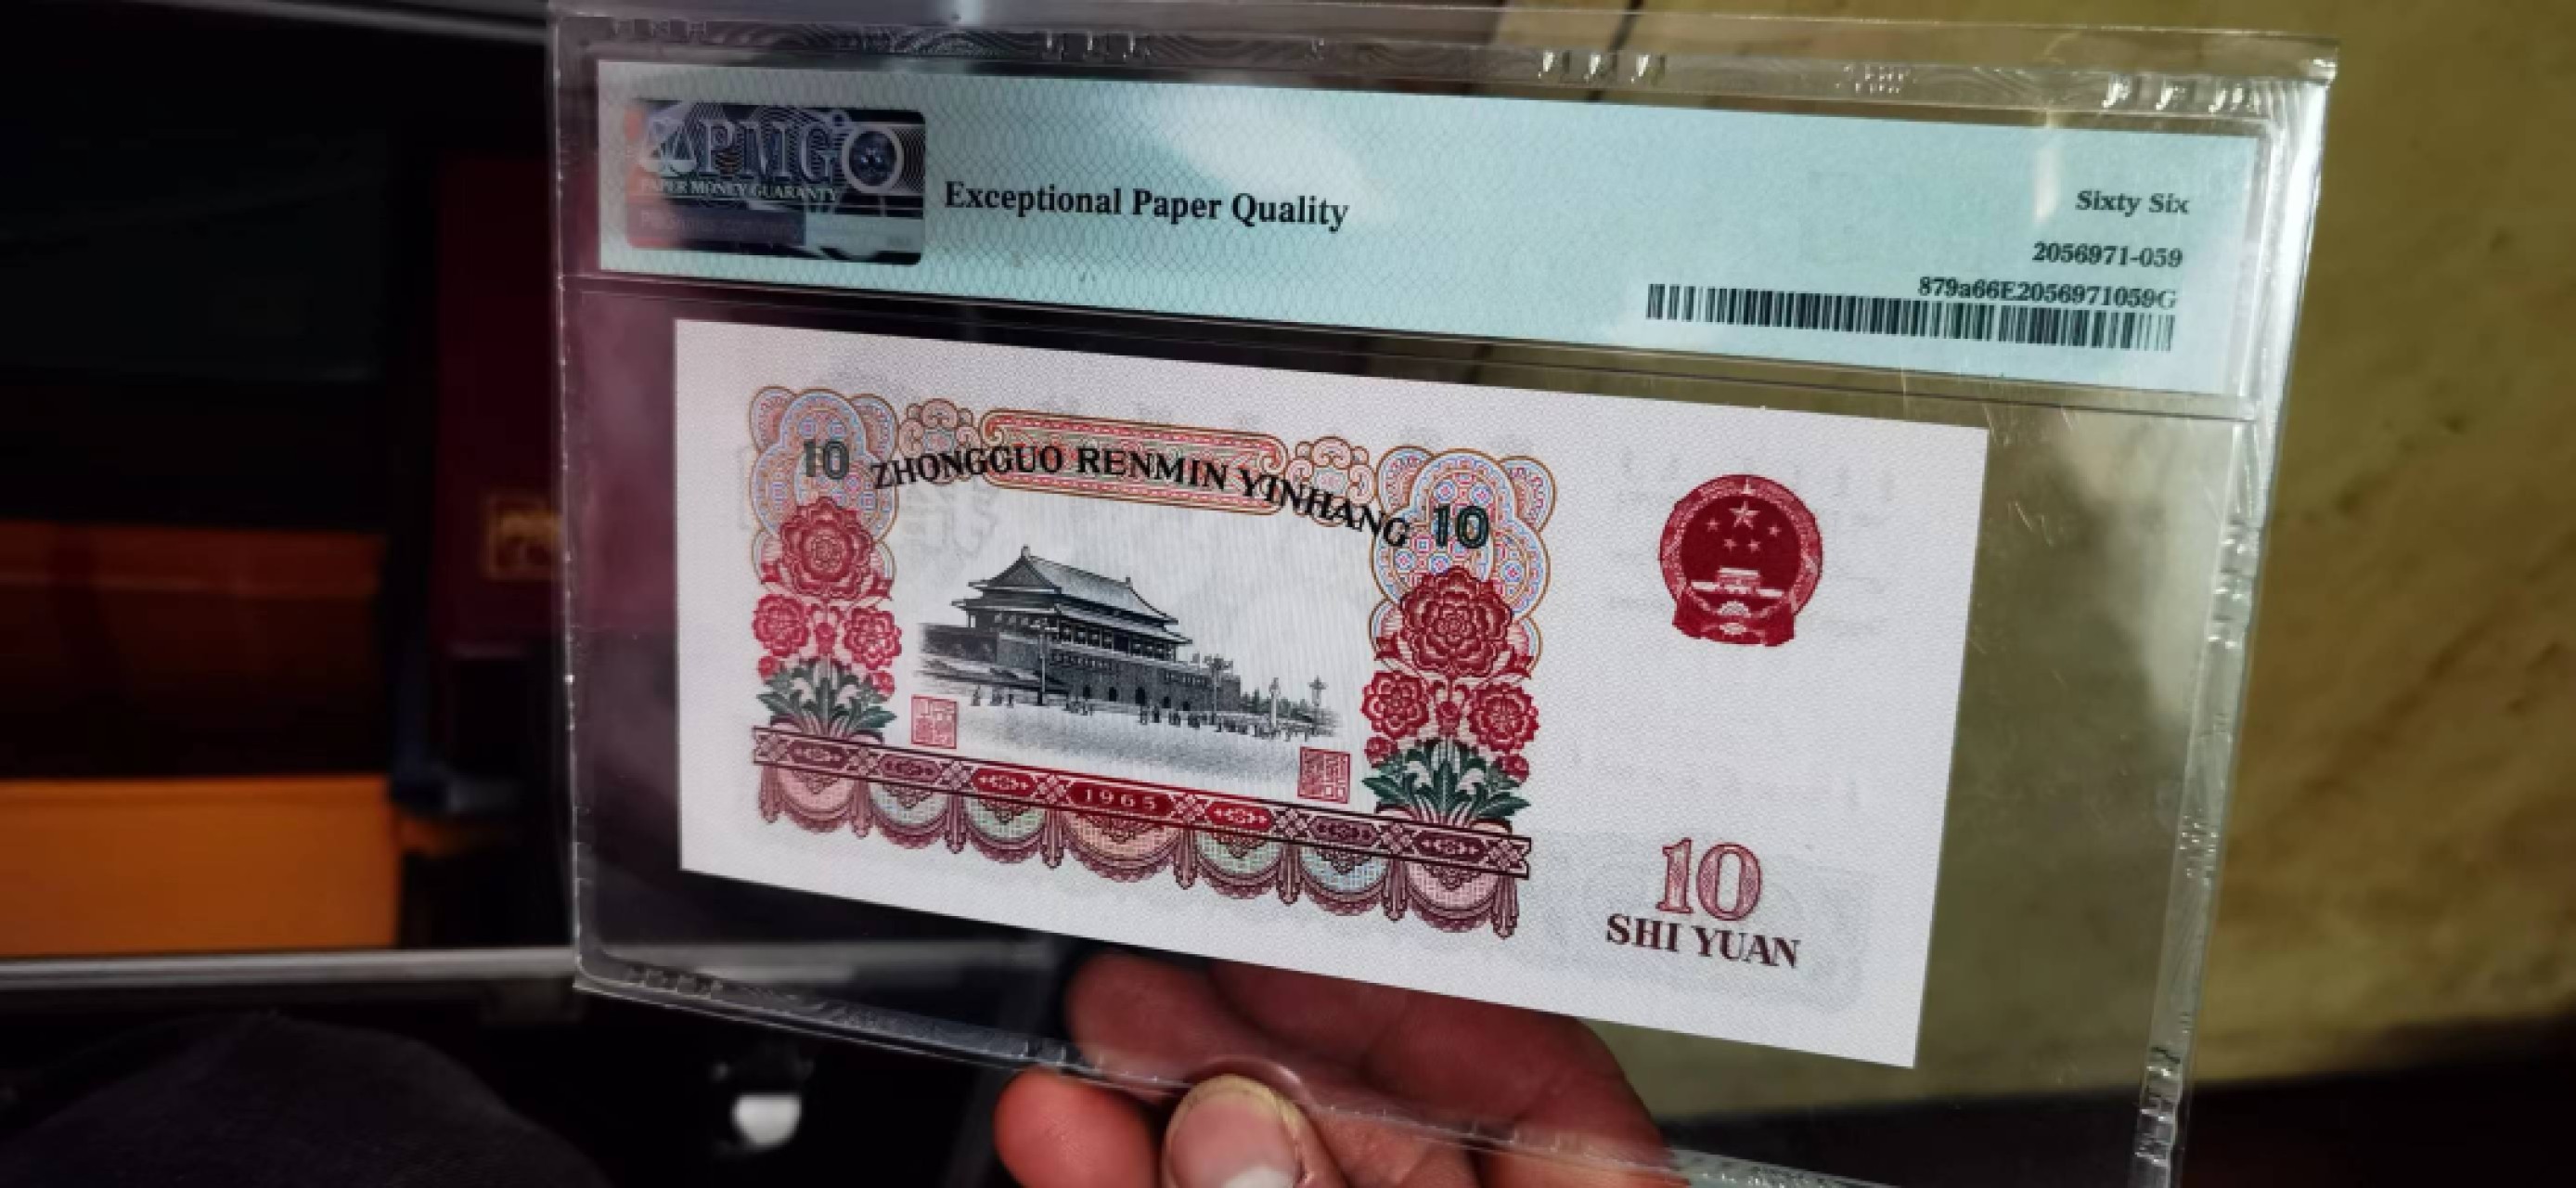 PMG
PAPER MONEY GUARANTY
Exceptional Paper Quality
Sixty Six
2056971-059
879a66E2056971059G
10 ZHONGGUO RENMIN YINHANG 10
1965
10
SHI YUAN